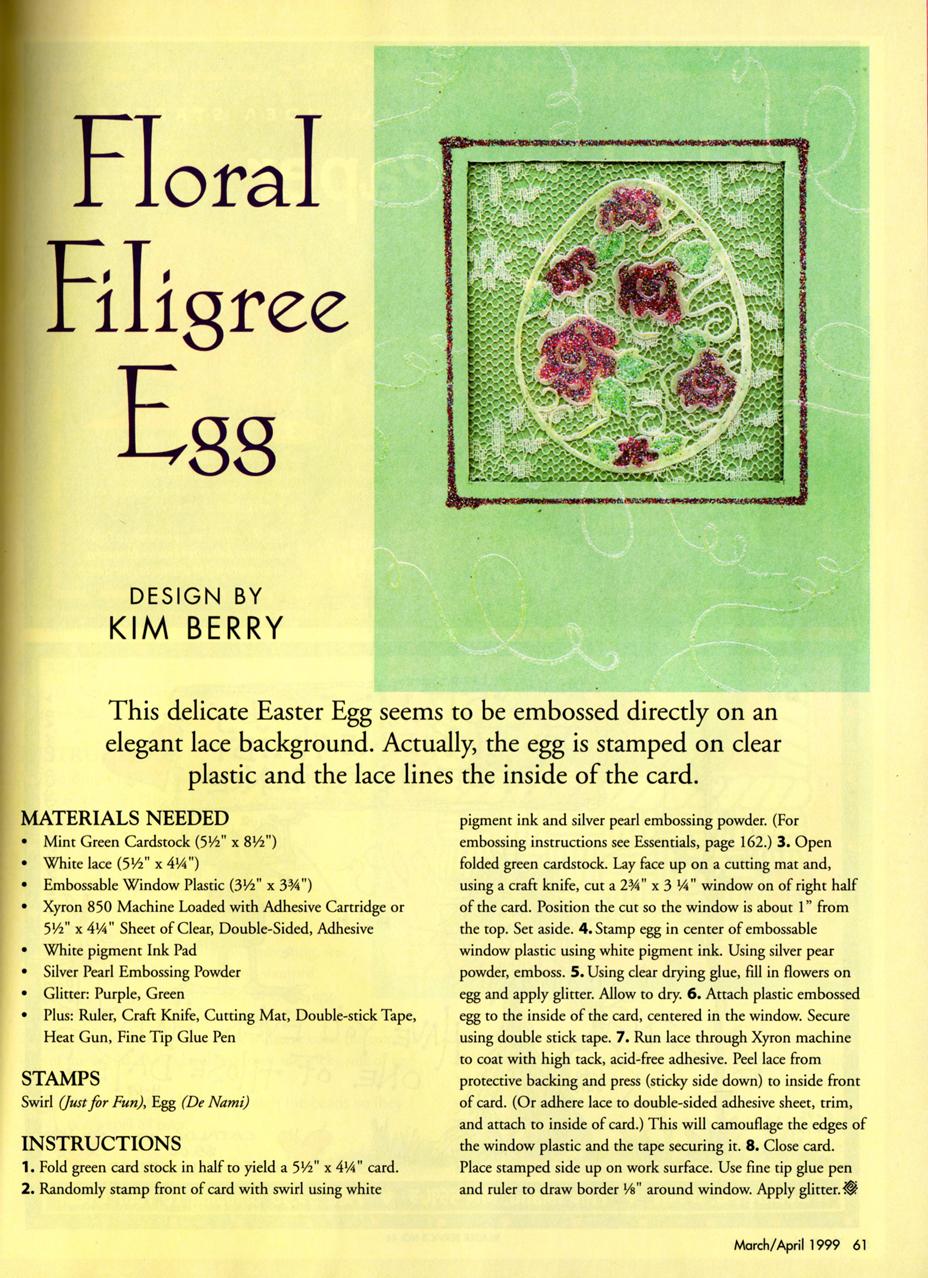 Floral
Filigree
Egg
DESIGN BY
KIM BERRY
This delicate Easter Egg seems to be embossed directly on an
elegant lace background. Actually, the egg is stamped on clear
plastic and the lace lines the inside of the card.
MATERIALS NEEDED
• Mint Green Cardstock (5½" x 8½")
• White lace (5½" x 4¼")
• Embossable Window Plastic (3½" x 3¾")
• Xyron 850 Machine Loaded with Adhesive Cartridge or
5½" x 4¼" Sheet of Clear, Double-Sided, Adhesive
• White pigment Ink Pad
• Silver Pearl Embossing Powder
• Glitter: Purple, Green
• Plus: Ruler, Craft Knife, Cutting Mat, Double-stick Tape,
Heat Gun, Fine Tip Glue Pen
STAMPS
Swirl (Just for Fun), Egg (De Nami)
INSTRUCTIONS
1. Fold green card stock in half to yield a 5½" x 4¼" card.
2. Randomly stamp front of card with swirl using white
pigment ink and silver pearl embossing powder. (For
embossing instructions see Essentials, page 162.) 3. Open
folded green cardstock. Lay face up on a cutting mat and,
using a craft knife, cut a 2¾" x 3 ¼" window on of right half
of the card. Position the cut so the window is about 1” from
the top. Set aside. 4. Stamp egg in center of embossable
window plastic using white pigment ink. Using silver pear
powder, emboss. 5. Using clear drying glue, fill in flowers on
egg and apply glitter. Allow to dry. 6. Attach plastic embossed
egg to the inside of the card, centered in the window. Secure
using double stick tape. 7. Run lace through Xyron machine
to coat with high tack, acid-free adhesive. Peel lace from
protective backing and press (sticky side down) to inside front
of card. (Or adhere lace to double-sided adhesive sheet, trim,
and attach to inside of card.) This will camouflage the edges of
the window plastic and the tape securing it. 8. Close card.
Place stamped side up on work surface. Use fine tip glue pen
and ruler to draw border ⅛" around window. Apply glitter.
March/April 1999 61